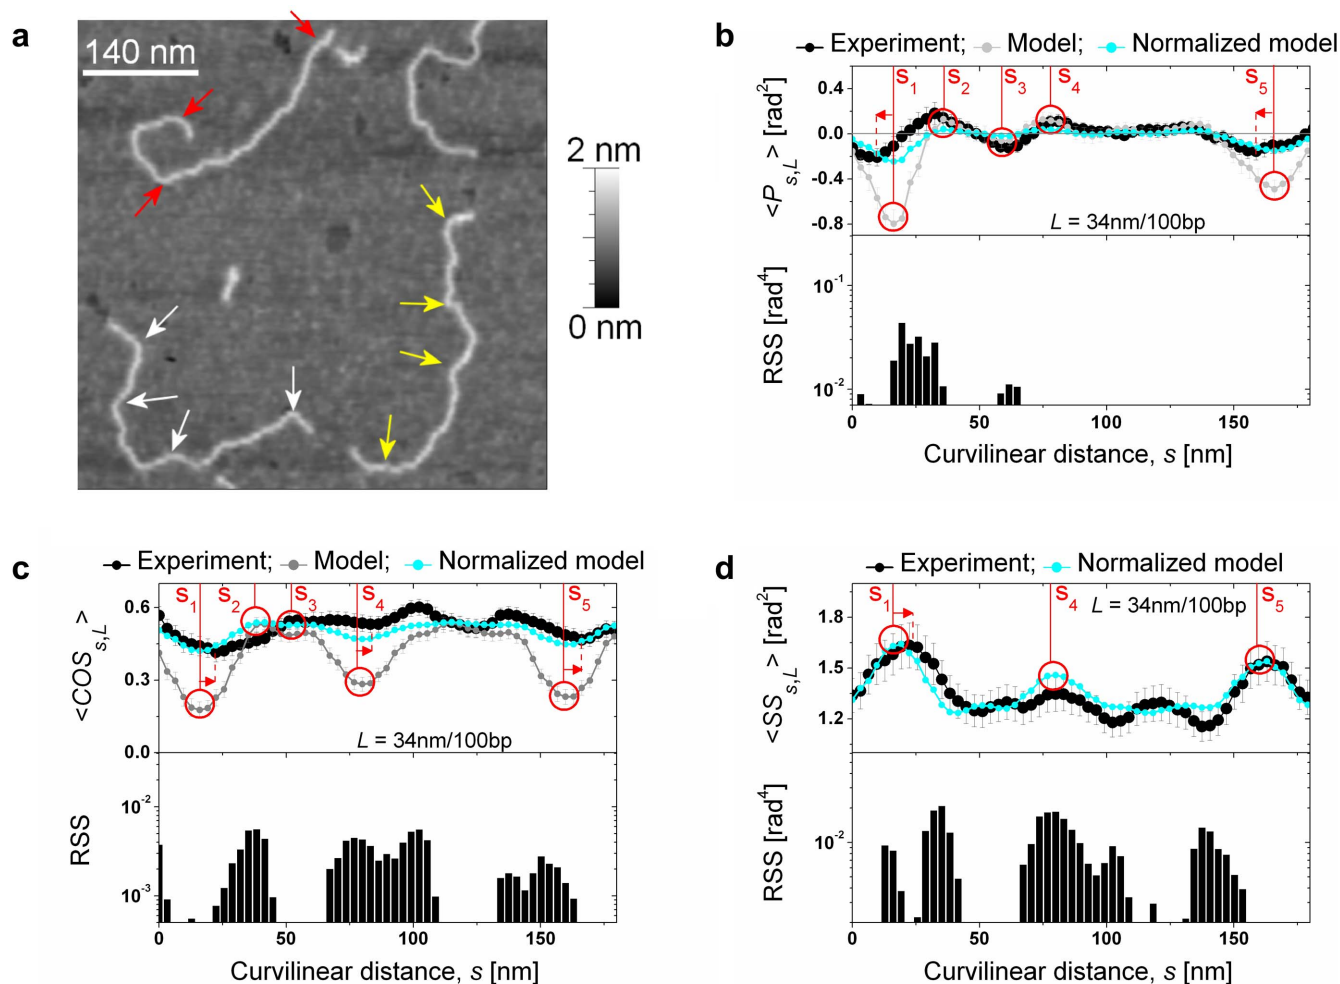 a
140 nm
2 nm
0 nm
b
Experiment; Model; Normalized model
S1 S2 S3 S4 S5
0.4
0.0
-0.4
-0.8
<P s,L > [rad²]
L = 34nm/100bp
10⁻¹
10⁻²
RSS [rad⁴]
0 50 100 150
Curvilinear distance, s [nm]
c
Experiment; Model; Normalized model
S1 S2 S3 S4 S5
0.6
0.3
0.0
<COS s,L >
L = 34nm/100bp
10⁻²
10⁻³
RSS
0 50 100 150
Curvilinear distance, s [nm]
d
Experiment; Normalized model
S1 S4 S5
L = 34nm/100bp
1.8
1.5
1.2
<SS s,L > [rad²]
10⁻²
RSS [rad⁴]
0 50 100 150
Curvilinear distance, s [nm]